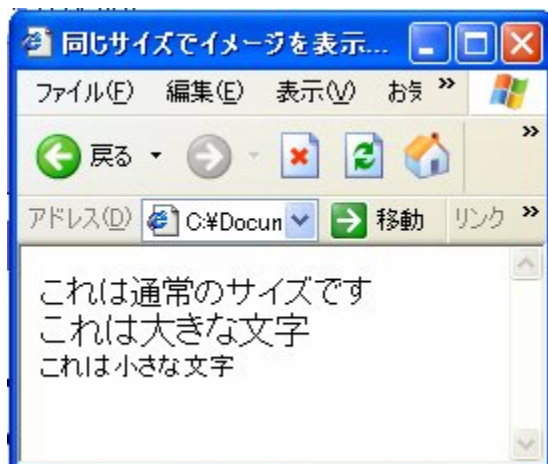 同じサイズでイメージを表示...
ファイル(F) 編集(E) 表示(V) お気 »
戻る »
アドレス(D) C:¥Docun 移動 リンク »
これは通常のサイズです
これは大きな文字
これは小さな文字